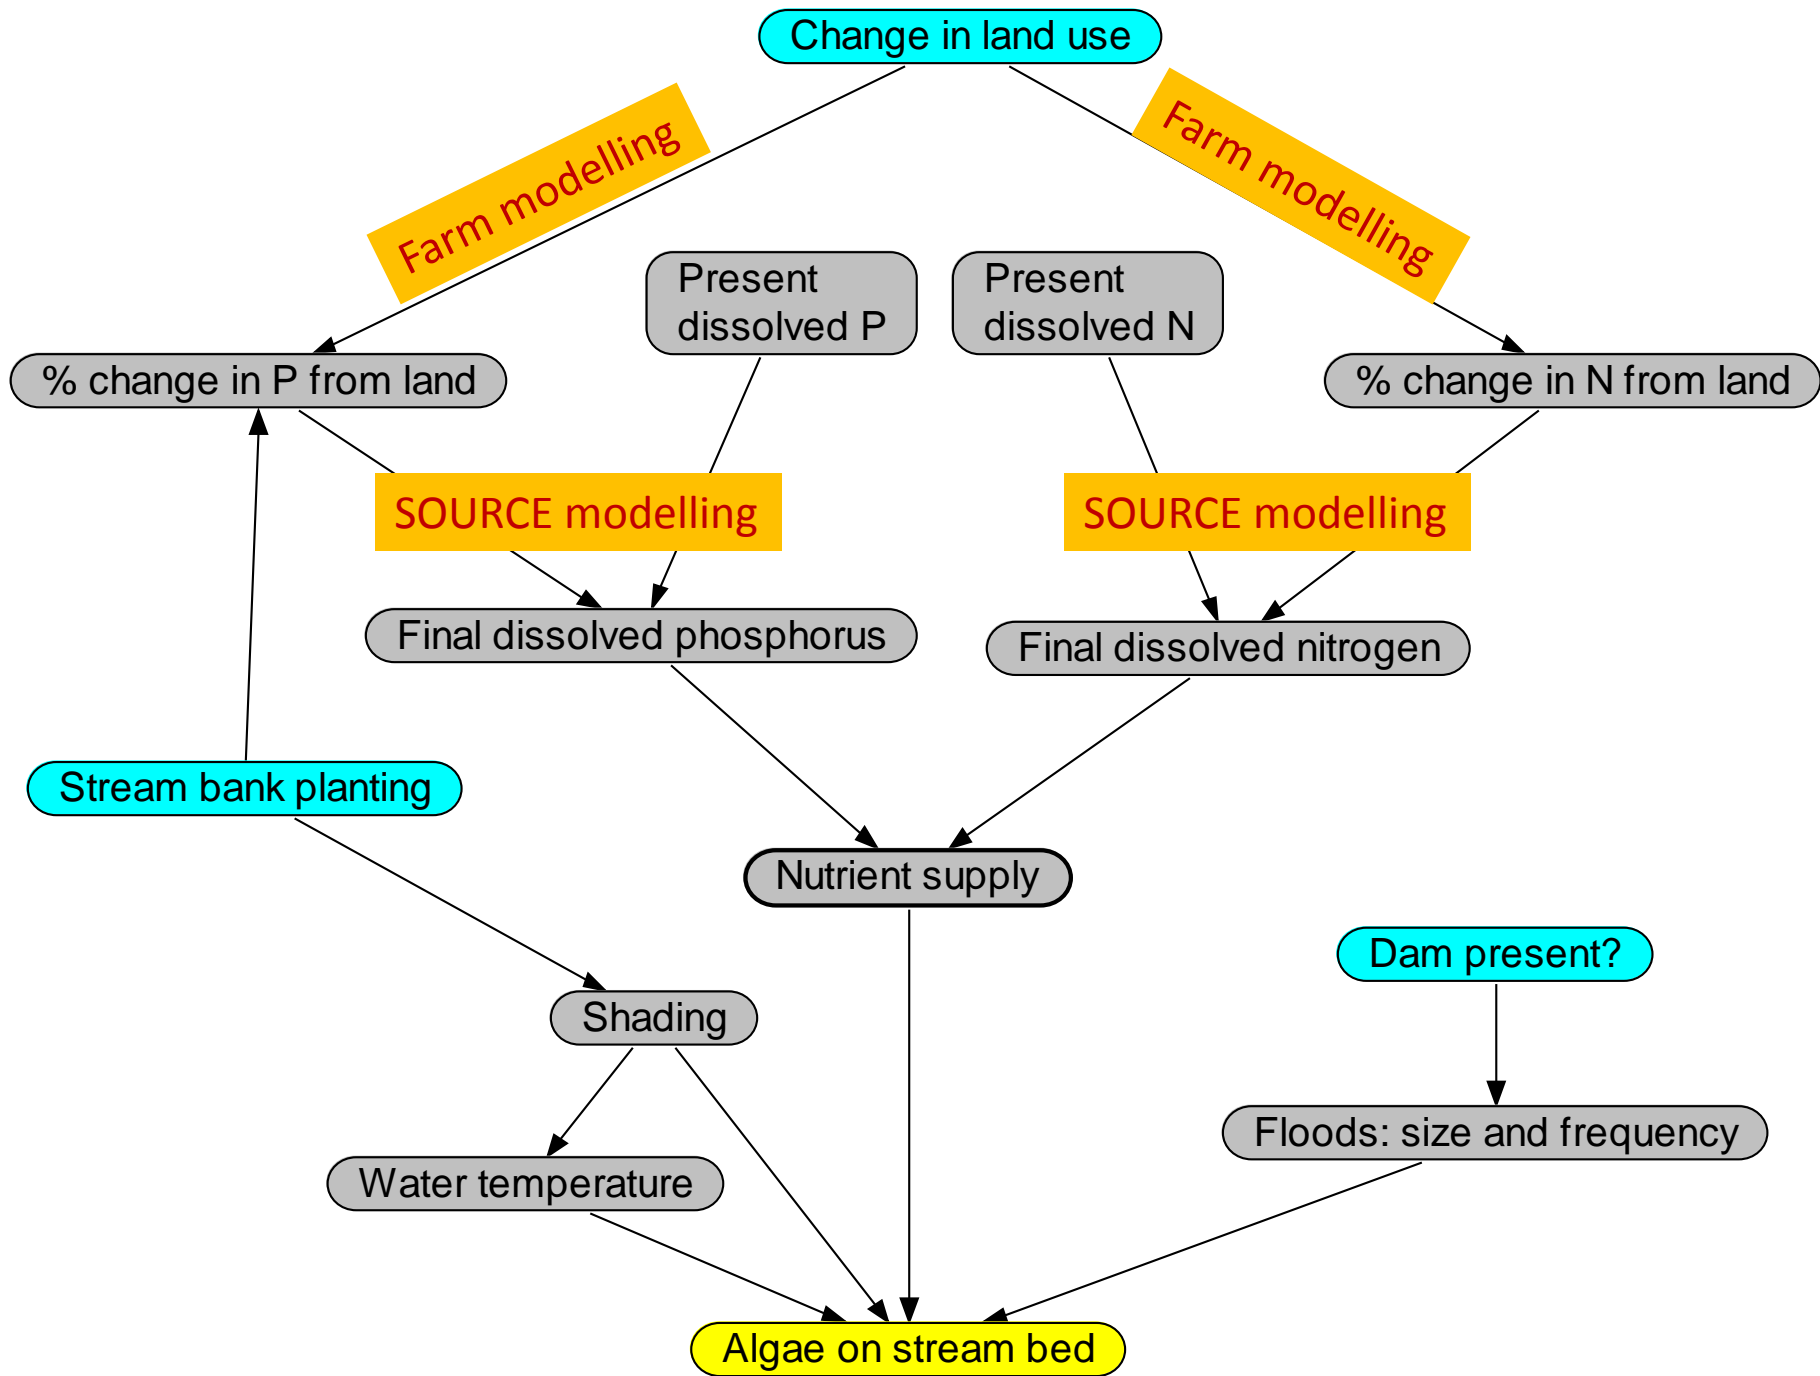 Change in land use
Farm modelling
Farm modelling
Present
dissolved P
Present
dissolved N
% change in P from land
% change in N from land
SOURCE modelling
SOURCE modelling
Final dissolved phosphorus
Final dissolved nitrogen
Stream bank planting
Nutrient supply
Dam present?
Shading
Floods: size and frequency
Water temperature
Algae on stream bed